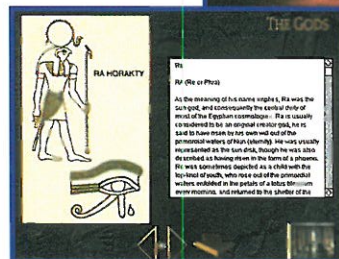 THE GODS
RA HORAKTY
Ra
RA (Re or Phra)
As the meaning of his name implies, Ra was the
sun god, and consequently the central deity of
most of the Egyptian cosmologies. Ra is usually
considered to be an original creator god, he is
said to have risen by his own will out of the
primordial waters of Nun (eternity). He was usually
represented as the sun disk, though he was also
described as having risen in the form of a phoenix.
Ra was sometimes depicted as a child with the
of youth, who rose out of the primordial
waters enfolded in the petals of a lotus blossom
every morning, and returned to the shelter of the